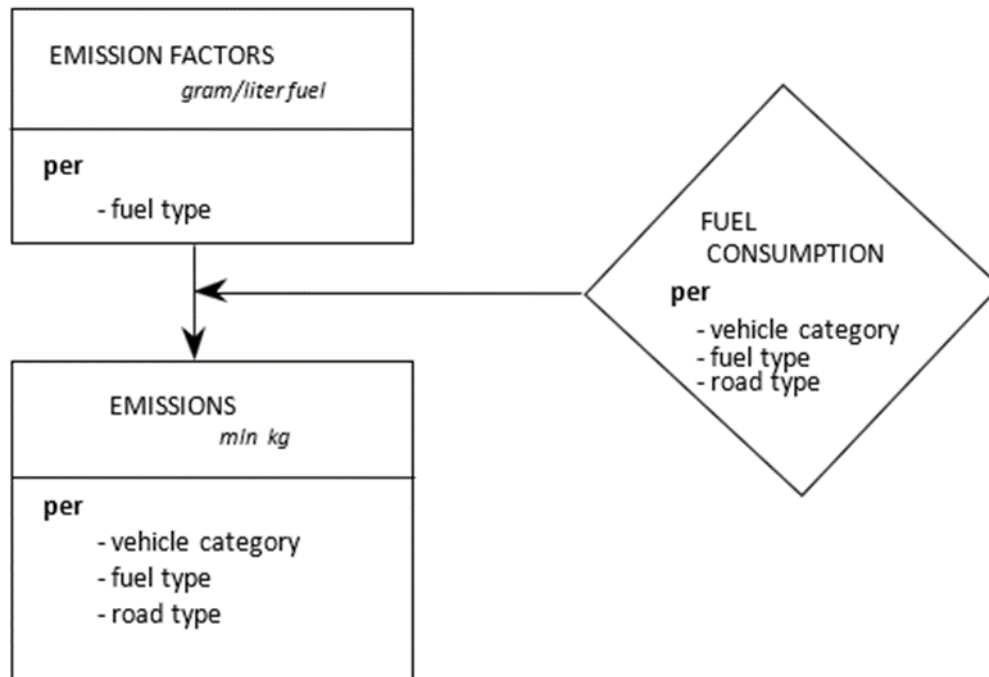 EMISSION FACTORS
gram/liter fuel
per
- fuel type
FUEL
CONSUMPTION
per
- vehicle category
- fuel type
- road type
EMISSIONS
mln kg
per
- vehicle category
- fuel type
- road type